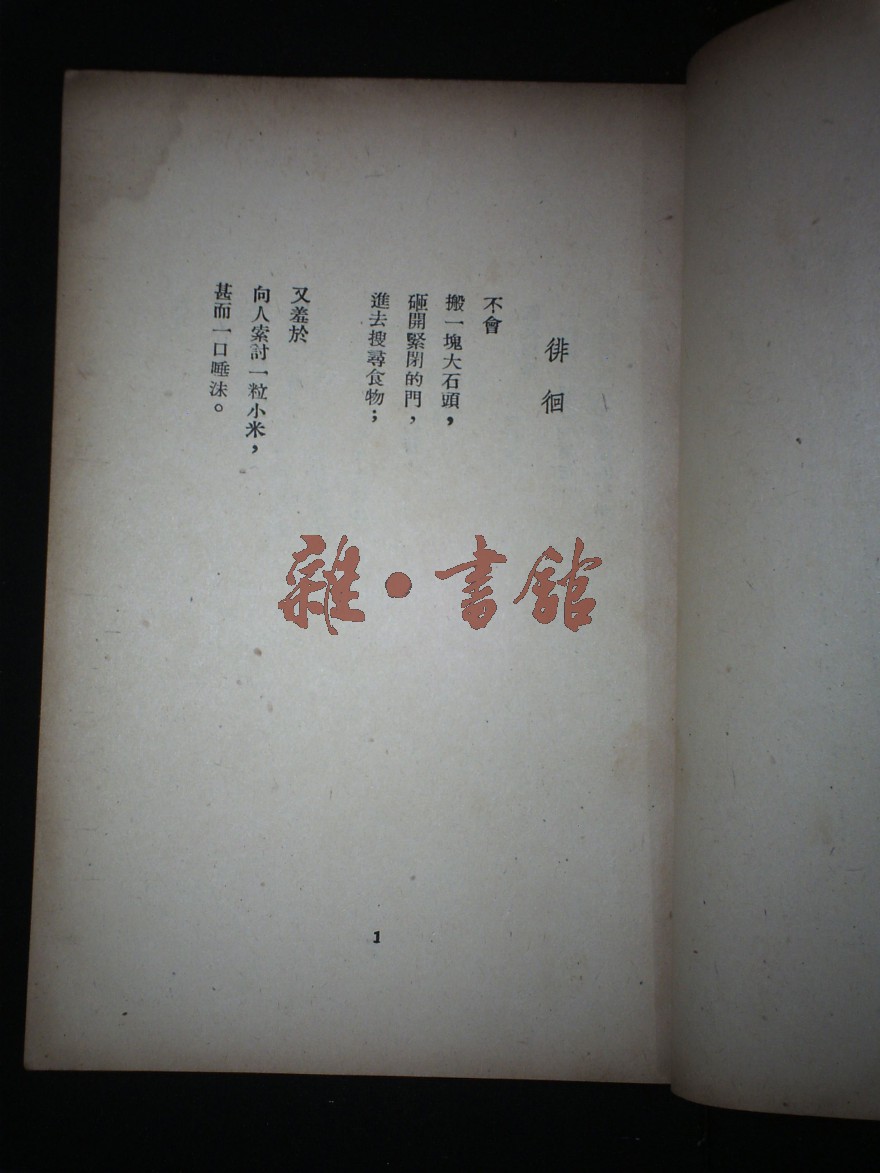 徘徊
不會
搬一塊大石頭，
砸開緊閉的門，
進去搜尋食物；
又羞於
向人索討一粒小米，
甚而一口唾沫。
雜·書館
1